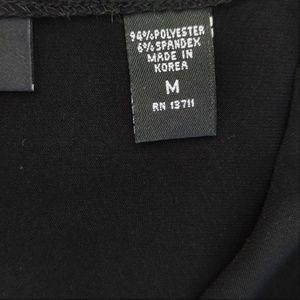 94%POLYESTER
6%SPANDEX
MADE IN
KOREA
M
RN 13711